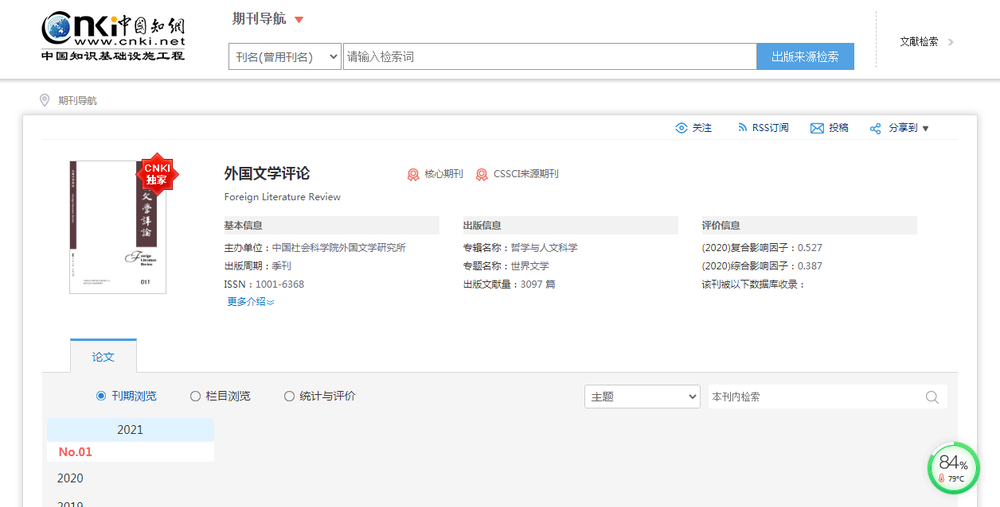 Cnki中国知網
www.cnki.net
中国知识基础设施工程
期刊导航
刊名(曾用刊名)
请输入检索词
出版来源检索
文献检索
期刊导航
关注
RSS订阅
投稿
分享到
CNKI
独家
文学評論
Foreign
Literature
Review
011
外国文学评论
核心期刊
CSSCI来源期刊
Foreign Literature Review
基本信息
主办单位：中国社会科学院外国文学研究所
出版周期：季刊
ISSN：1001-6368
更多介绍
出版信息
专辑名称：哲学与人文科学
专题名称：世界文学
出版文献量：3097 篇
评价信息
(2020)复合影响因子：0.527
(2020)综合影响因子：0.387
该刊被以下数据库收录：
论文
刊期浏览
栏目浏览
统计与评价
主题
本刊内检索
2021
No.01
2020
2019
84%
79°C